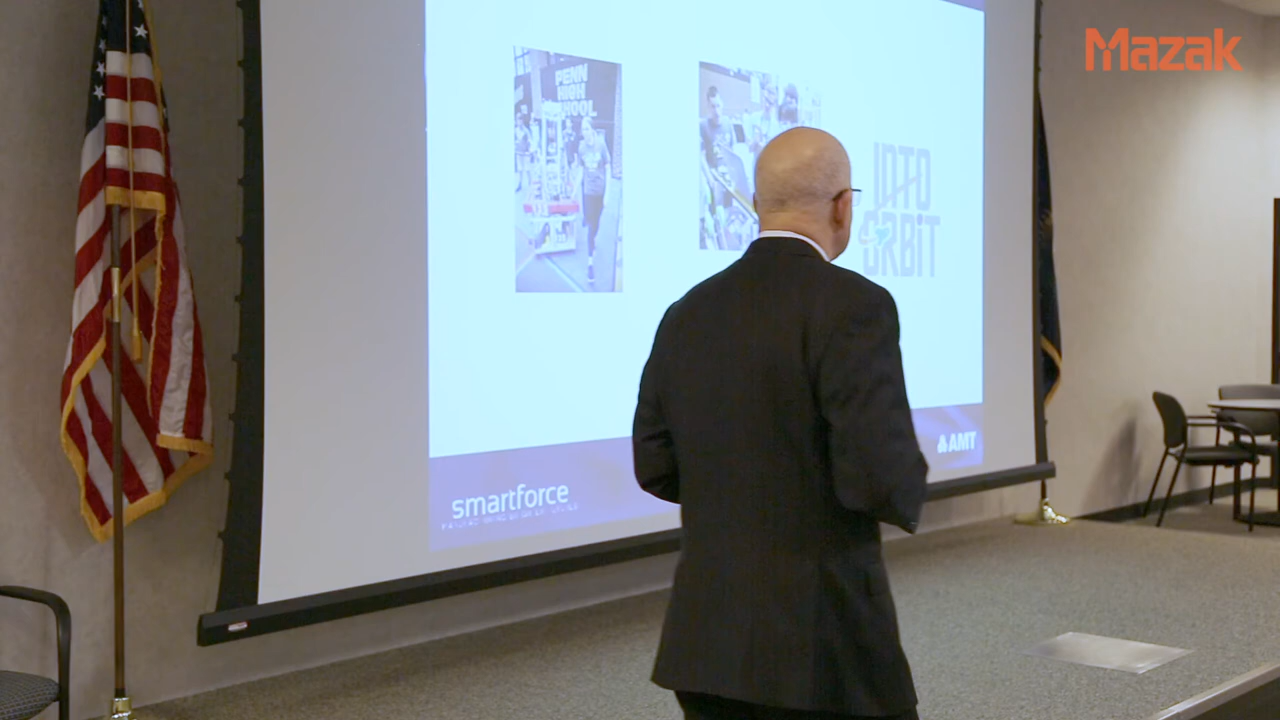 Mazak
PENN
HIGH
SCHOOL
INTO
ORBIT
AMT
smartforce